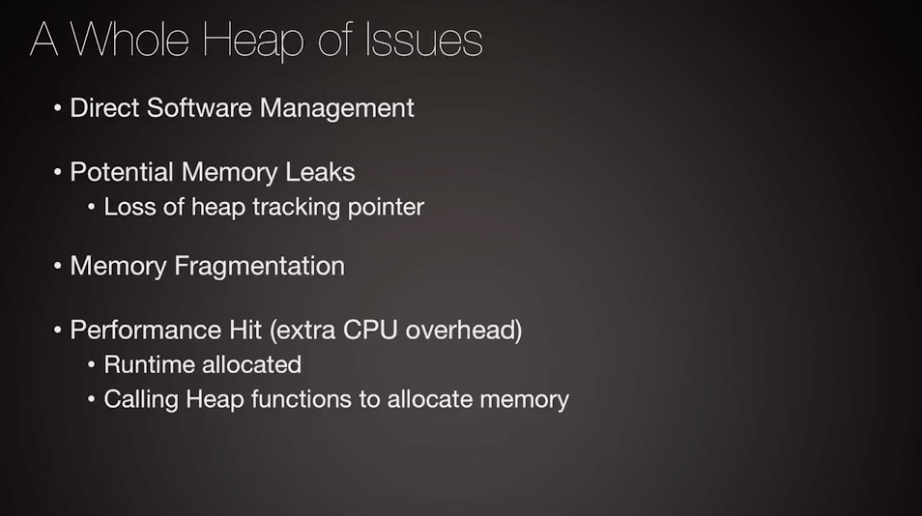 A Whole Heap of Issues
• Direct Software Management
• Potential Memory Leaks
• Loss of heap tracking pointer
• Memory Fragmentation
• Performance Hit (extra CPU overhead)
• Runtime allocated
• Calling Heap functions to allocate memory